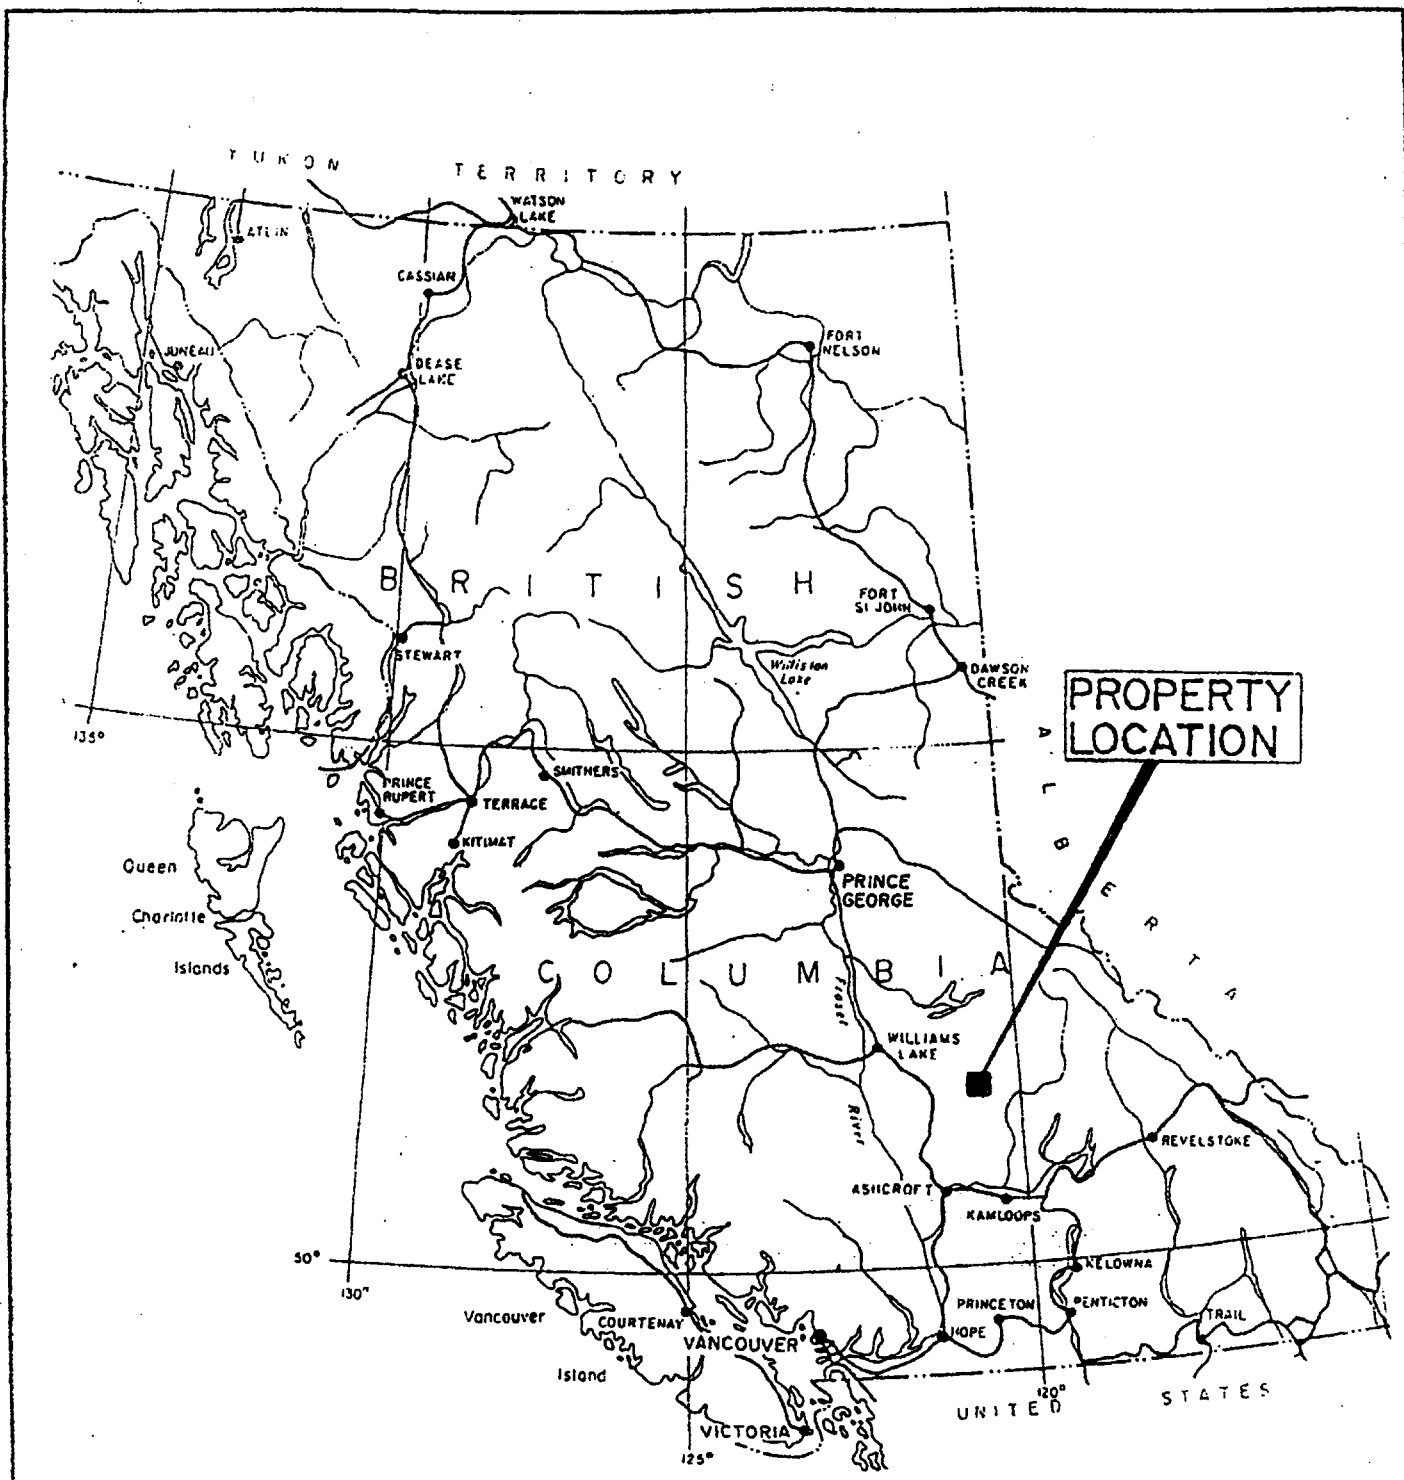 YUKON TERRITORY
WATSON
LAKE
ATLIN
CASSIAR
JUNEAU
DEASE
LAKE
FORT
NELSON
BRITISH
FORT
ST JOHN
STEWART
Williston
Lake
DAWSON
CREEK
PROPERTY
LOCATION
135°
ALBERTA
PRINCE
RUPERT
SMITHERS
TERRACE
KITIMAT
PRINCE
GEORGE
Queen
Charlotte
Islands
COLUMBIA
Fraser
River
WILLIAMS
LAKE
REVELSTOKE
ASHCROFT
KAMLOOPS
50°
130°
KELOWNA
PENTICTON
PRINCETON
TRAIL
HOPE
Vancouver
Island
COURTENAY
VANCOUVER
VICTORIA
125°
120°
UNITED STATES